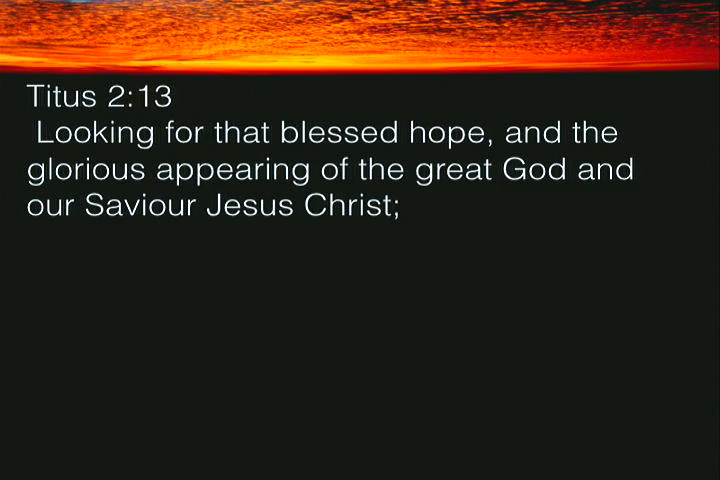 Titus 2:13
Looking for that blessed hope, and the
glorious appearing of the great God and
our Saviour Jesus Christ;